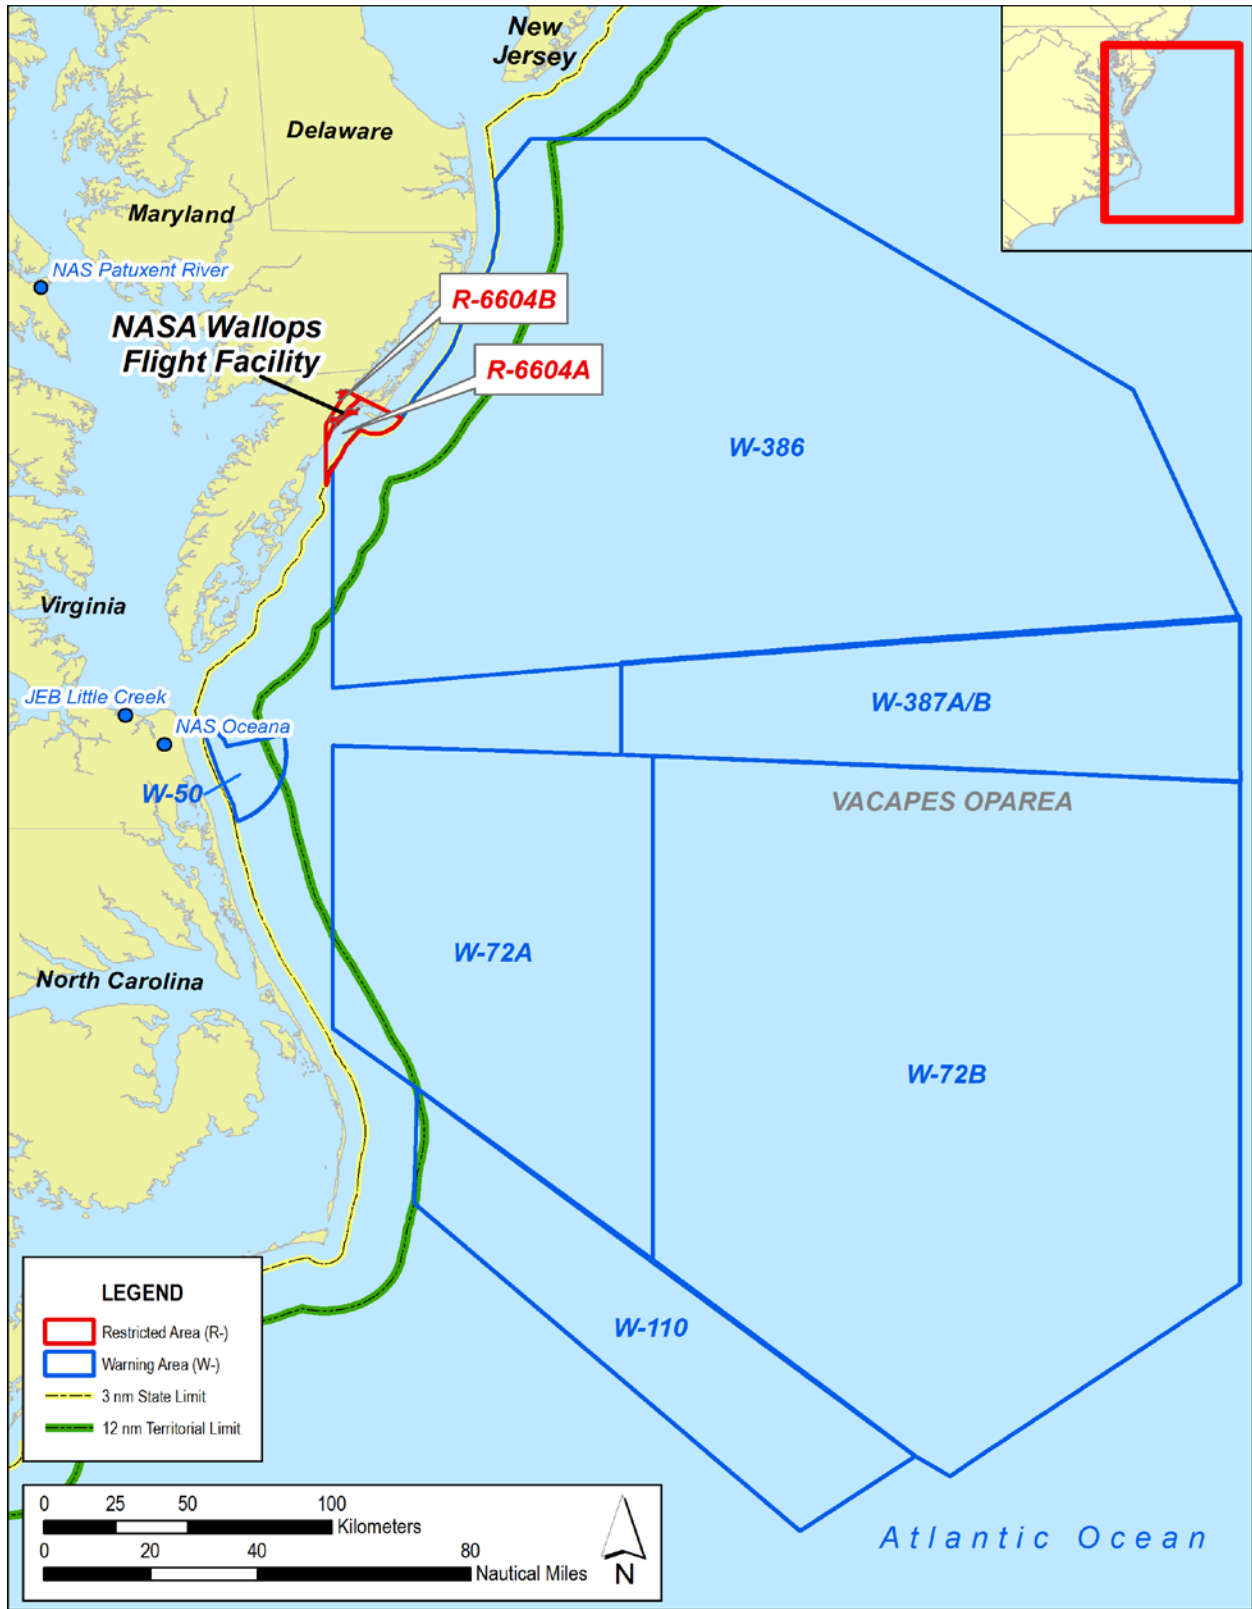 New
Jersey
Delaware
Maryland
NAS Patuxent River
R-6604B
NASA Wallops
Flight Facility
R-6604A
W-386
Virginia
JEB Little Creek
NAS Oceana
W-387A/B
W-50
VACAPES OPAREA
W-72A
North Carolina
W-72B
W-110
LEGEND
Restricted Area (R-)
Warning Area (W-)
3 nm State Limit
12 nm Territorial Limit
0 25 50 100
Kilometers
0 20 40 80
Nautical Miles
N
Atlantic Ocean